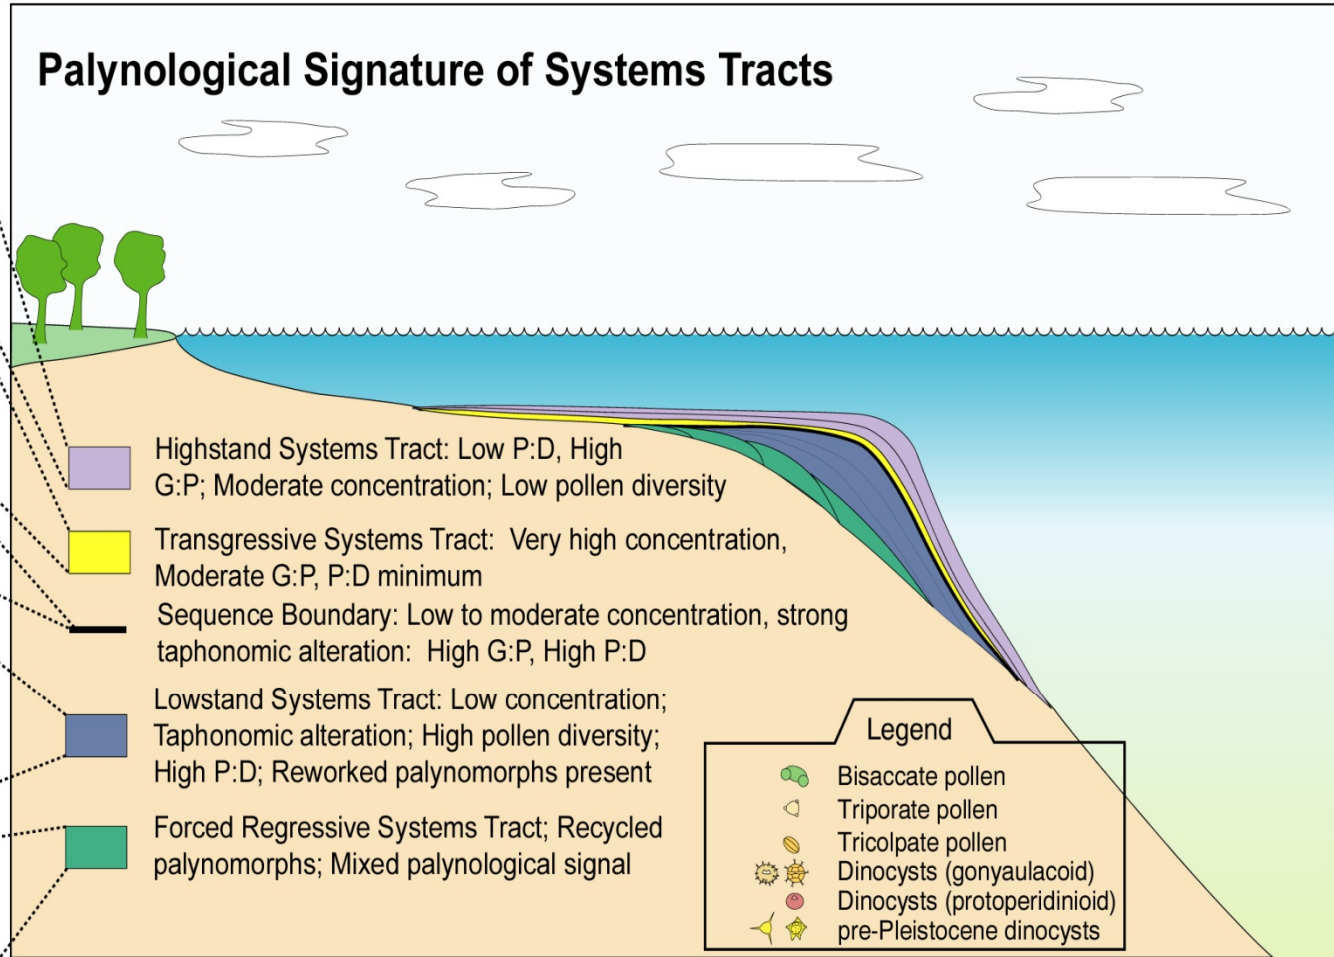 Palynological Signature of Systems Tracts
Highstand Systems Tract: Low P:D, High
G:P; Moderate concentration; Low pollen diversity
Transgressive Systems Tract: Very high concentration,
Moderate G:P, P:D minimum
Sequence Boundary: Low to moderate concentration, strong
taphonomic alteration: High G:P, High P:D
Lowstand Systems Tract: Low concentration;
Taphonomic alteration; High pollen diversity;
High P:D; Reworked palynomorphs present
Forced Regressive Systems Tract; Recycled
palynomorphs; Mixed palynological signal
Legend
Bisaccate pollen
Triporate pollen
Tricolpate pollen
Dinocysts (gonyaulacoid)
Dinocysts (protoperidinioid)
pre-Pleistocene dinocysts